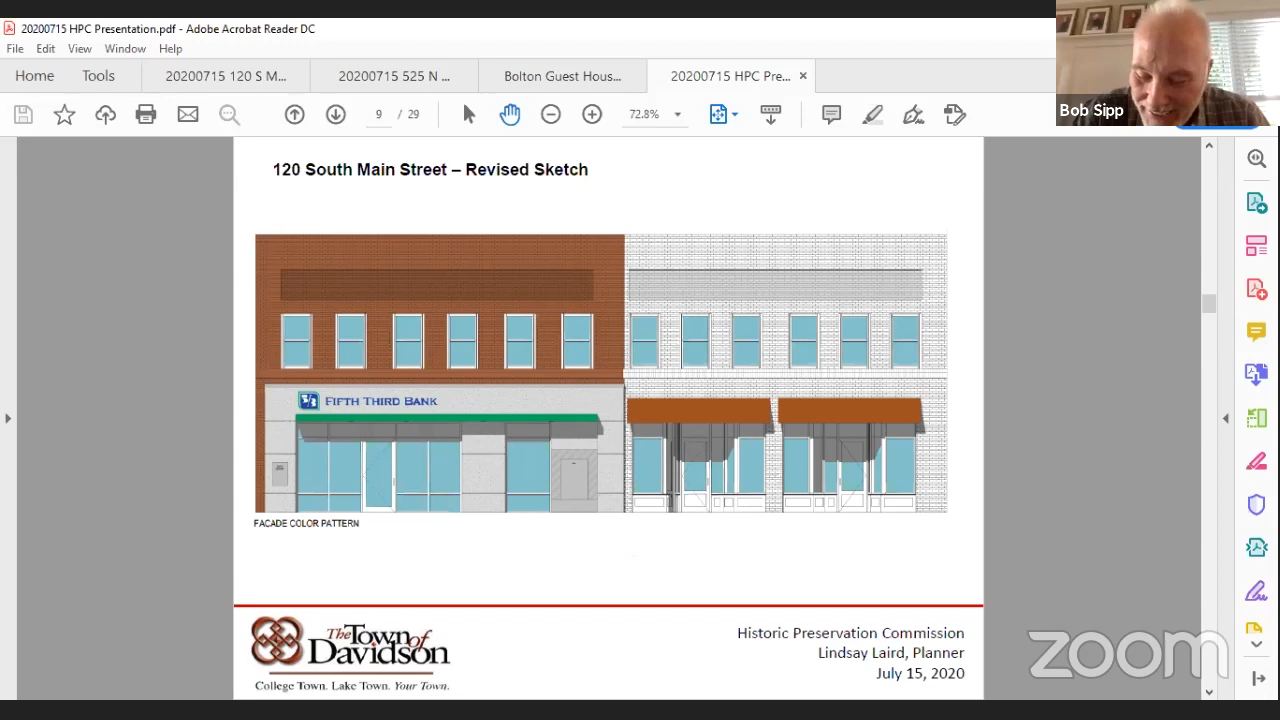 20200715 HPC Presentation.pdf - Adobe Acrobat Reader DC
File Edit View Window Help
Home Tools 20200715 120 S M... 20200715 525 N ... Bolton Guest Hous... 20200715 HPC Pre... ×
9 / 29 72.8%
Bob Sipp
120 South Main Street – Revised Sketch
FIFTH THIRD BANK
FACADE COLOR PATTERN
The Town of
Davidson
College Town. Lake Town. Your Town.
Historic Preservation Commission
Lindsay Laird, Planner
July 15, 2020
zoom